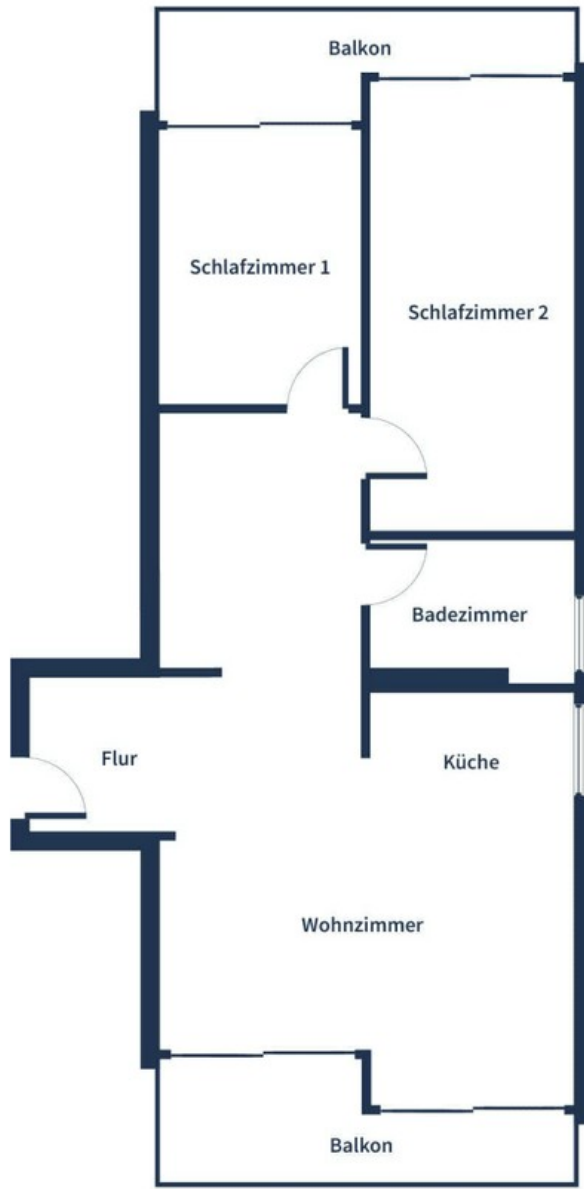 Balkon
Schlafzimmer 1
Schlafzimmer 2
Badezimmer
Flur
Küche
Wohnzimmer
Balkon